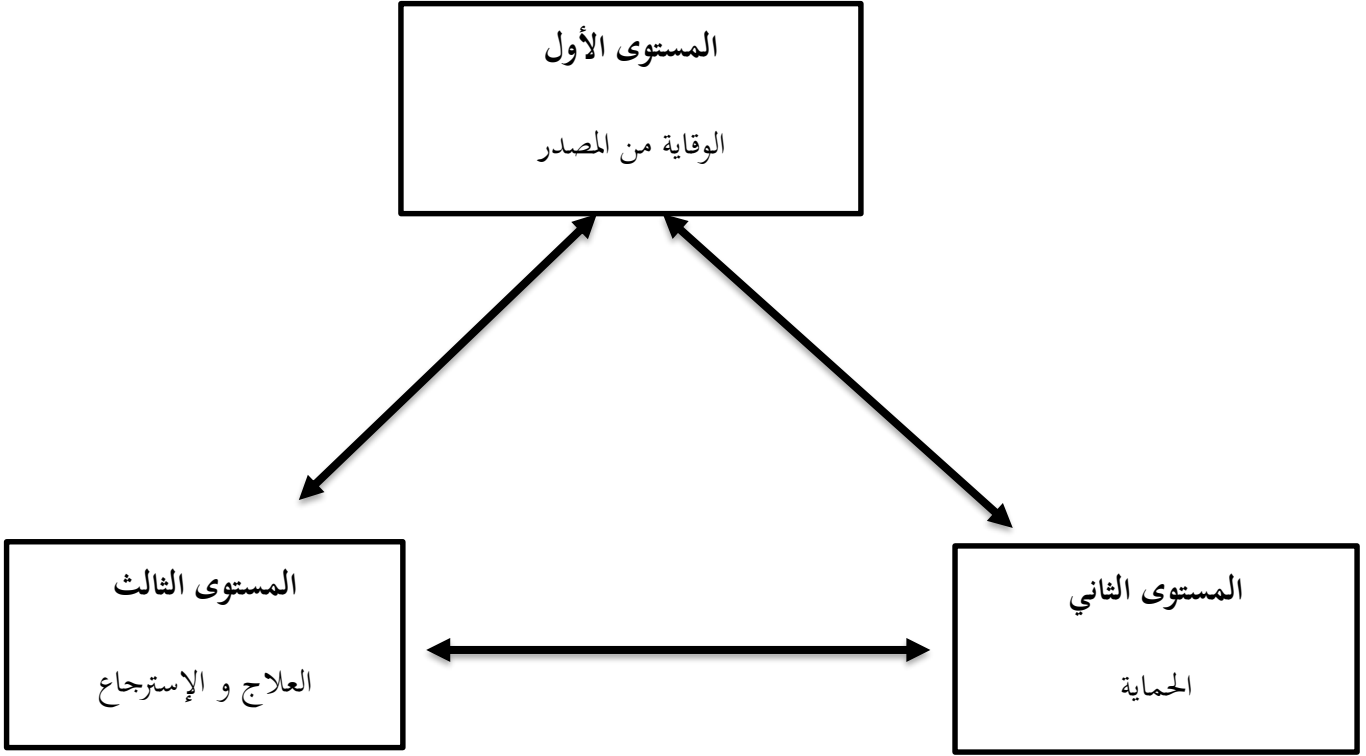 المستوى الأول
الوقاية من المصدر
المستوى الثاني
الحماية
المستوى الثالث
العلاج و الإسترجاع